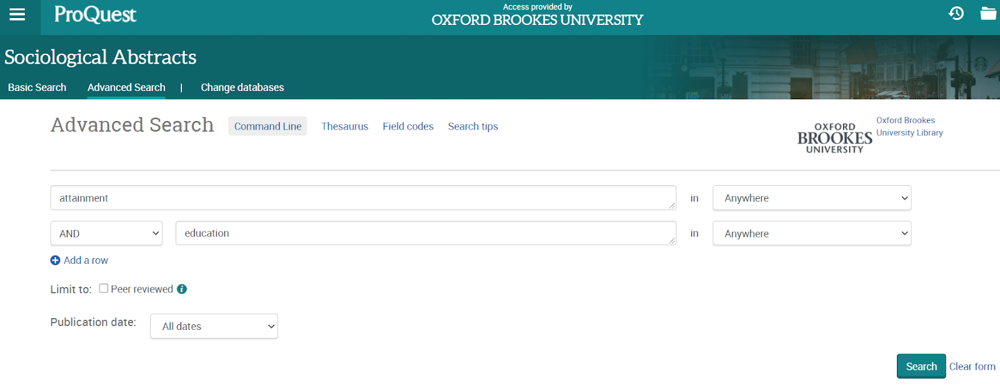 ProQuest
Access provided by
OXFORD BROOKES UNIVERSITY
Sociological Abstracts
Basic Search Advanced Search | Change databases
Advanced Search Command Line Thesaurus Field codes Search tips
OXFORD
BROOKES
UNIVERSITY
Oxford Brookes
University Library
attainment in Anywhere
AND education in Anywhere
Add a row
Limit to: Peer reviewed
Publication date: All dates
Search Clear form